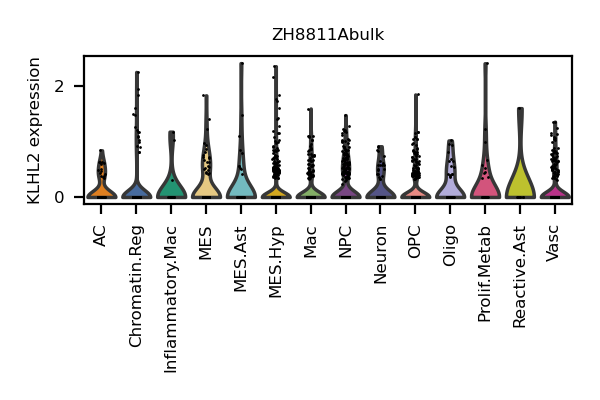 ZH8811Abulk
KLHL2 expression
2
0
AC
Chromatin.Reg
Inflammatory.Mac
MES
MES.Ast
MES.Hyp
Mac
NPC
Neuron
OPC
Oligo
Prolif.Metab
Reactive.Ast
Vasc